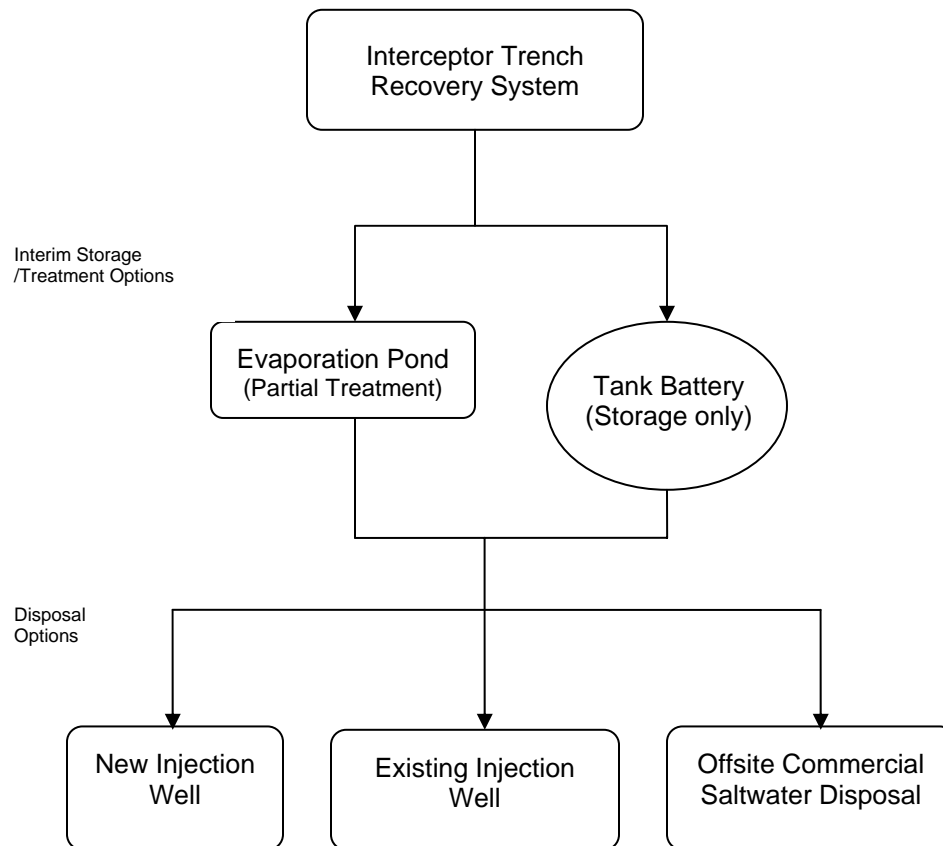 Interceptor Trench
Recovery System
Interim Storage
/Treatment Options
Evaporation Pond
(Partial Treatment)
Tank Battery
(Storage only)
Disposal
Options
New Injection
Well
Existing Injection
Well
Offsite Commercial
Saltwater Disposal